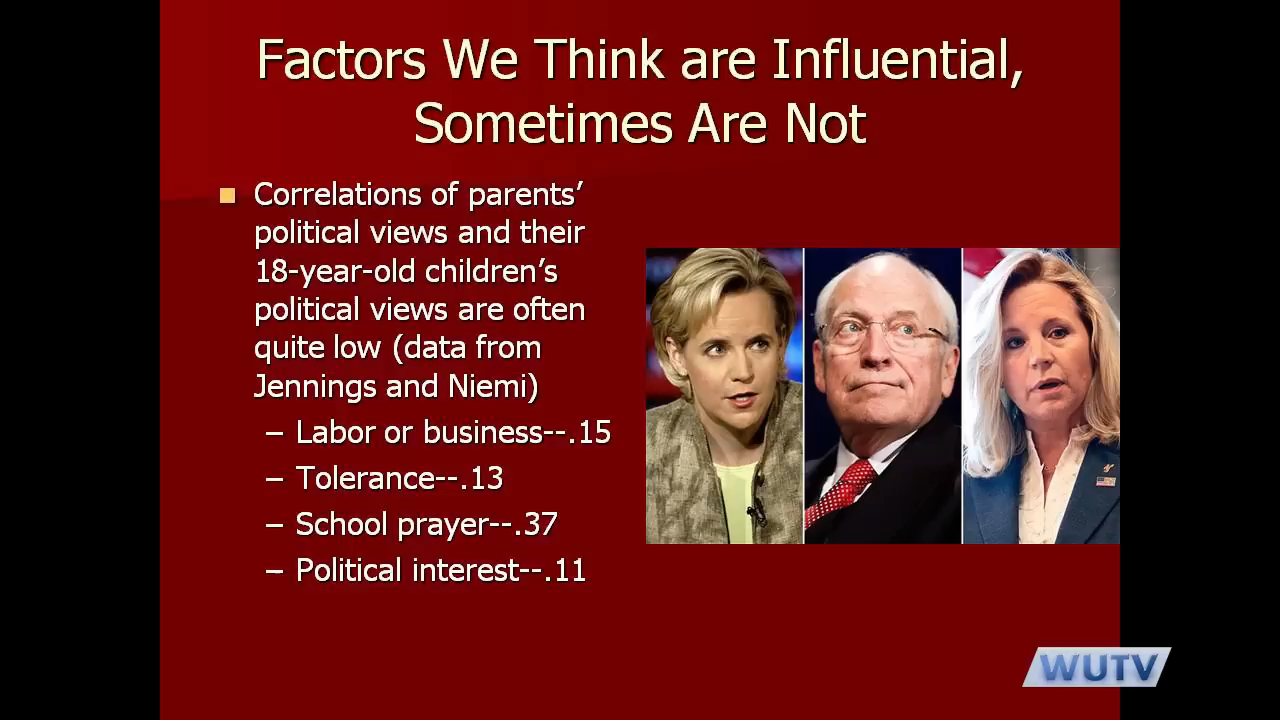 Factors We Think are Influential,
Sometimes Are Not
Correlations of parents’
political views and their
18-year-old children’s
political views are often
quite low (data from
Jennings and Niemi)
– Labor or business--.15
– Tolerance--.13
– School prayer--.37
– Political interest--.11
WUTV